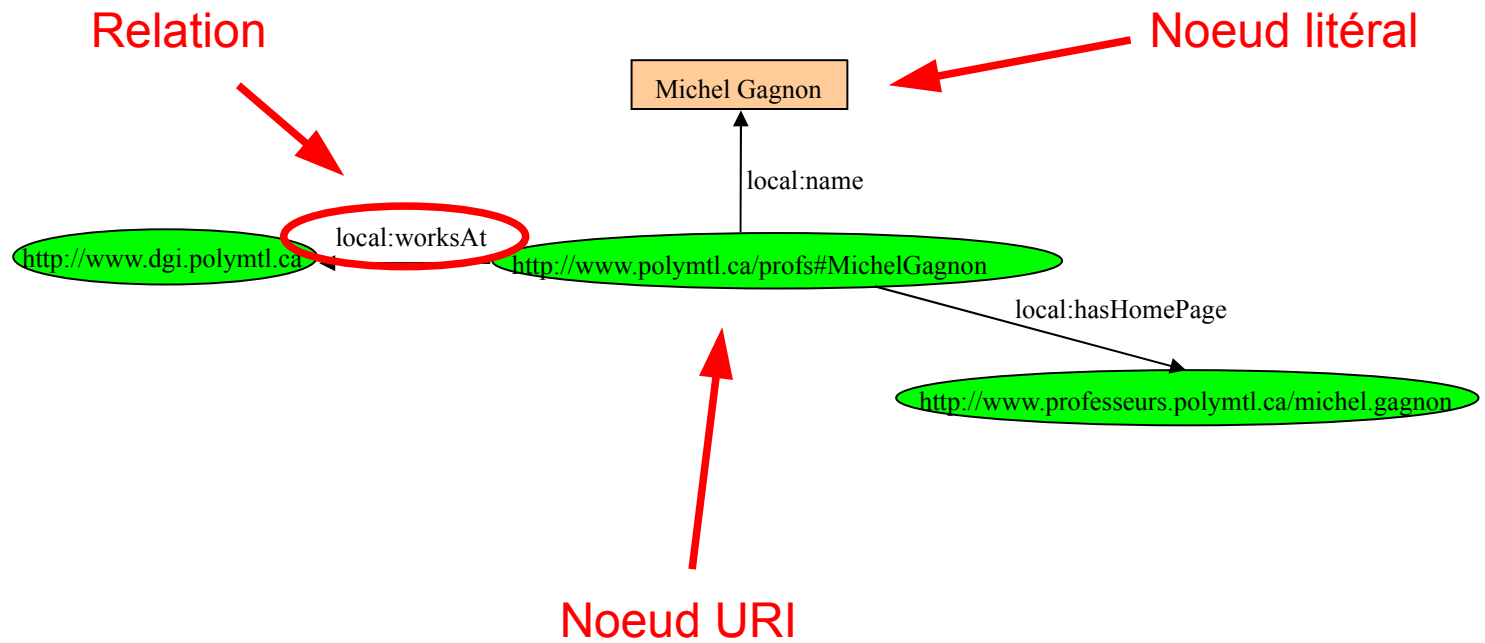 Relation
Noeud litéral
Michel Gagnon
local:name
local:worksAt
http://www.dgi.polymtl.ca
http://www.polymtl.ca/profs#MichelGagnon
local:hasHomePage
http://www.professeurs.polymtl.ca/michel.gagnon
Noeud URI